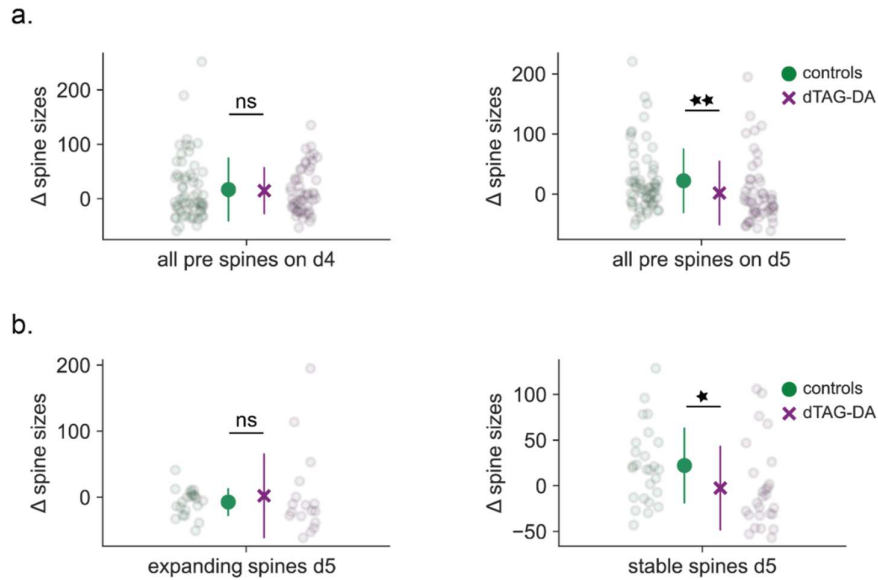 a.
Δ spine sizes
200
100
0
ns
all pre spines on d4
Δ spine sizes
200
100
0
★★
all pre spines on d5
controls
dTAG-DA
b.
Δ spine sizes
200
100
0
ns
expanding spines d5
Δ spine sizes
100
50
0
−50
★
stable spines d5
controls
dTAG-DA